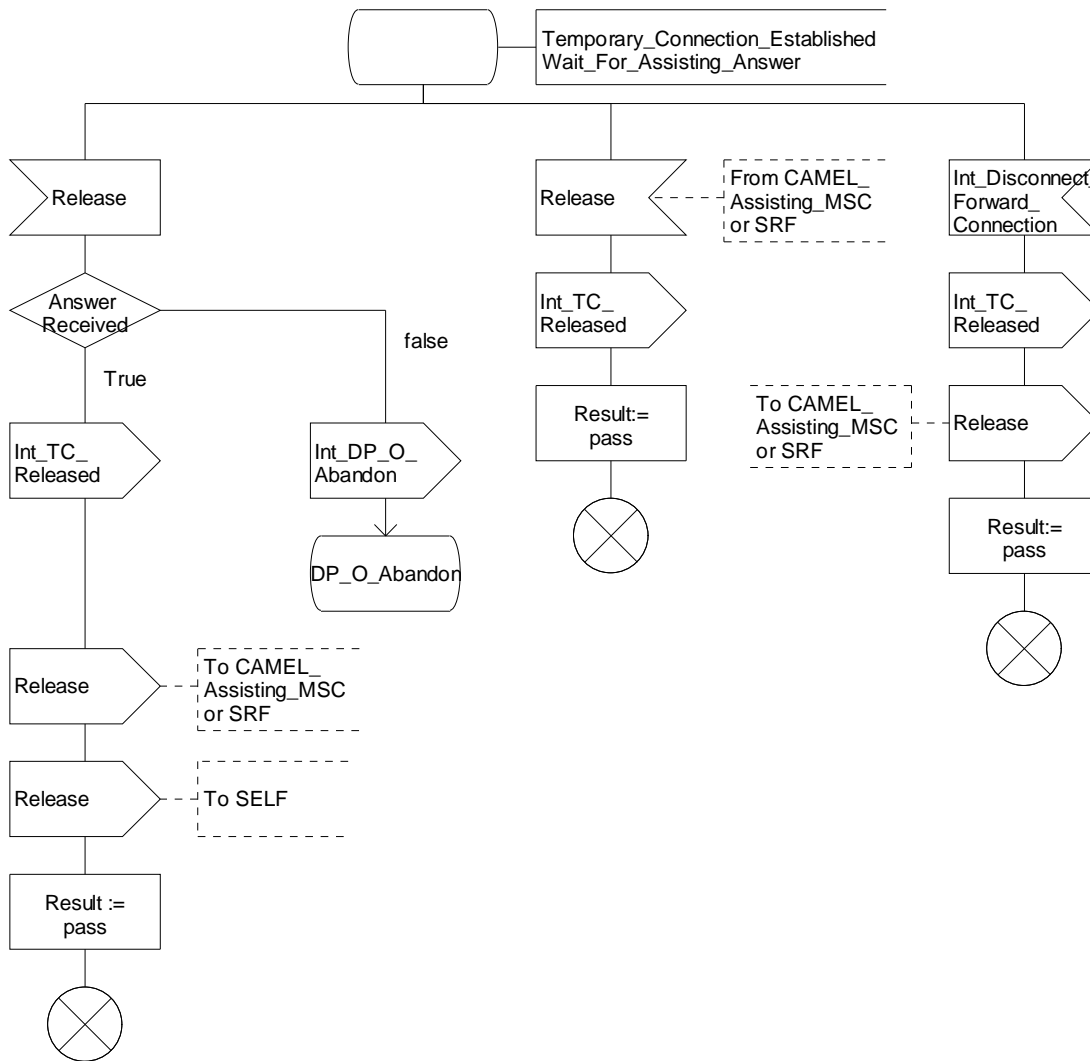 Temporary_Connection_Established
Wait_For_Assisting_Answer
Release
Release
From CAMEL_
Assisting_MSC
or SRF
Int_Disconnect_
Forward_
Connection
Answer
Received
false
True
Int_TC_
Released
Int_TC_
Released
Result:=
pass
To CAMEL_
Assisting_MSC
or SRF
Release
Int_TC_
Released
Int_DP_O_
Abandon
Result:=
pass
DP_O_Abandon
Release
To CAMEL_
Assisting_MSC
or SRF
Release
To SELF
Result :=
pass